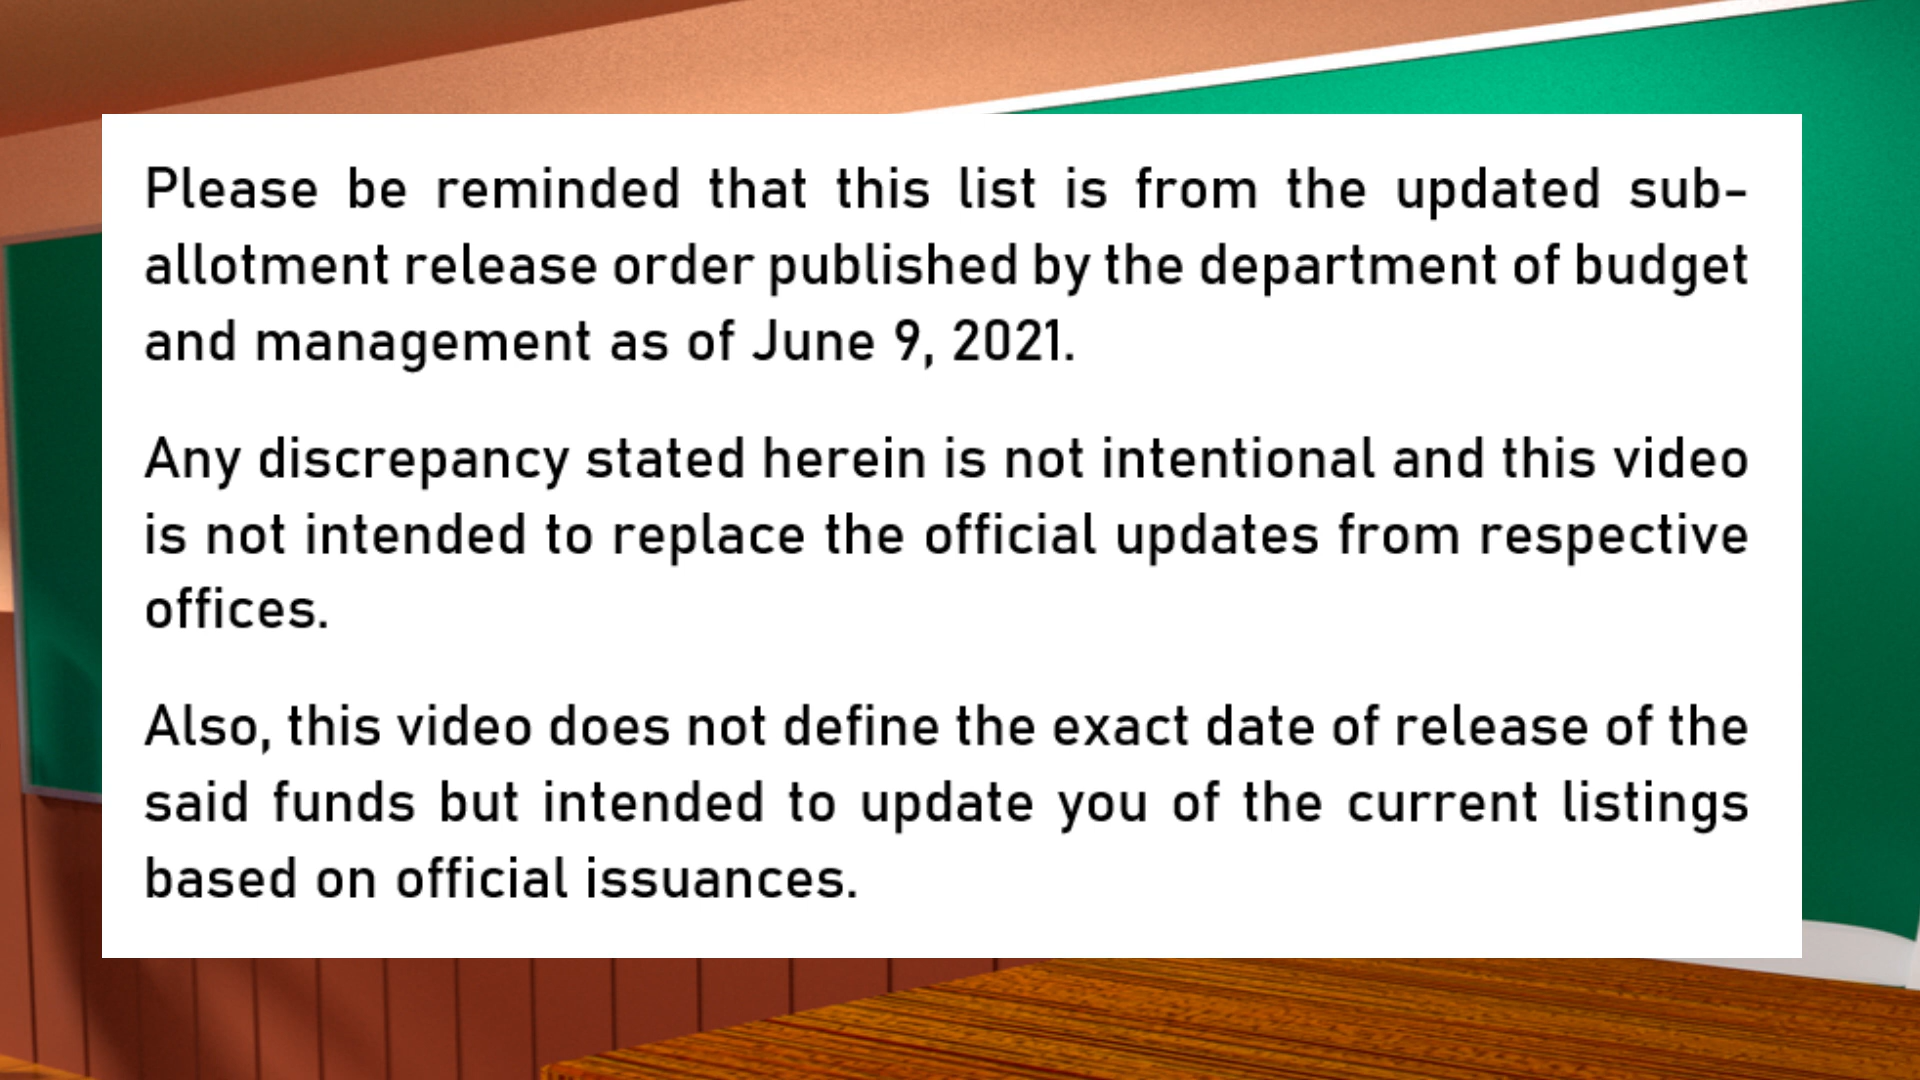 Please be reminded that this list is from the updated sub-
allotment release order published by the department of budget
and management as of June 9, 2021.
Any discrepancy stated herein is not intentional and this video
is not intended to replace the official updates from respective
offices.
Also, this video does not define the exact date of release of the
said funds but intended to update you of the current listings
based on official issuances.